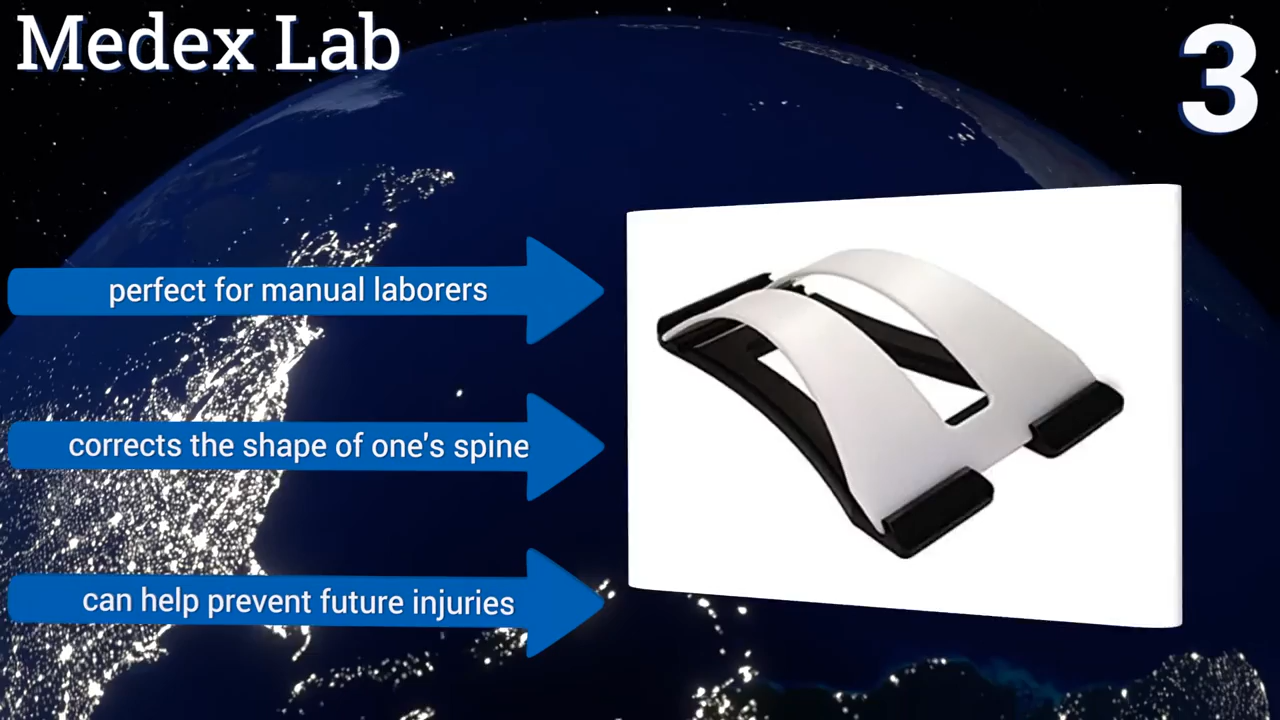 Medex Lab
3
perfect for manual laborers
corrects the shape of one's spine
can help prevent future injuries